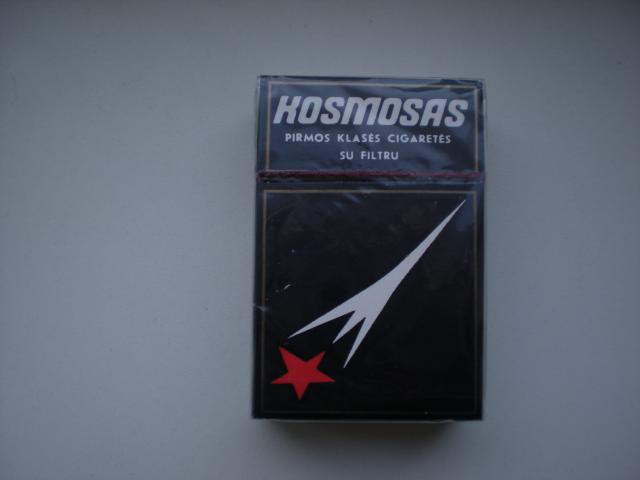 KOSMOSAS
PIRMOS KLASĖS CIGARETĖS
SU FILTRU